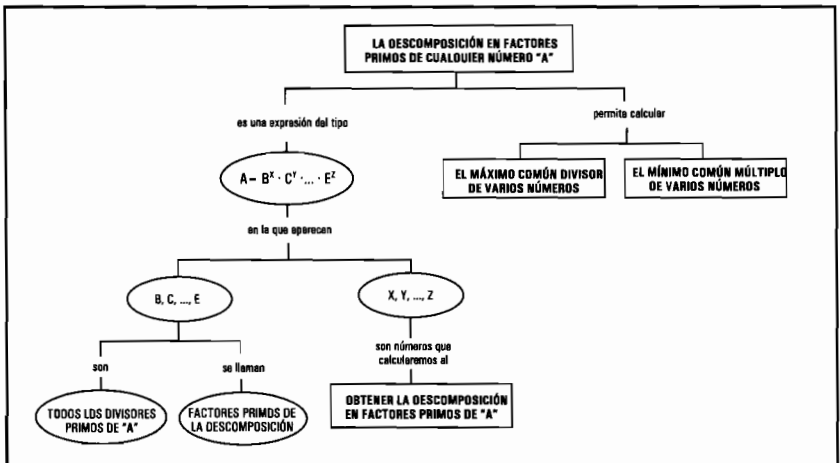 LA DESCOMPOSICIÓN EN FACTORES
PRIMOS DE CUALQUIER NÚMERO "A"
es una expresión del tipo
permite calcular
A = B^X · C^Y · ... · E^Z
EL MÁXIMO COMÚN DIVISOR
DE VARIOS NÚMEROS
EL MÍNIMO COMÚN MÚLTIPLO
DE VARIOS NÚMEROS
en la que aparecen
B, C, ..., E
X, Y, ..., Z
son
se llaman
son números que
calcularemos al
TODOS LOS DIVISORES
PRIMOS DE "A"
FACTORES PRIMOS DE
LA DESCOMPOSICIÓN
OBTENER LA DESCOMPOSICIÓN
EN FACTORES PRIMOS DE "A"